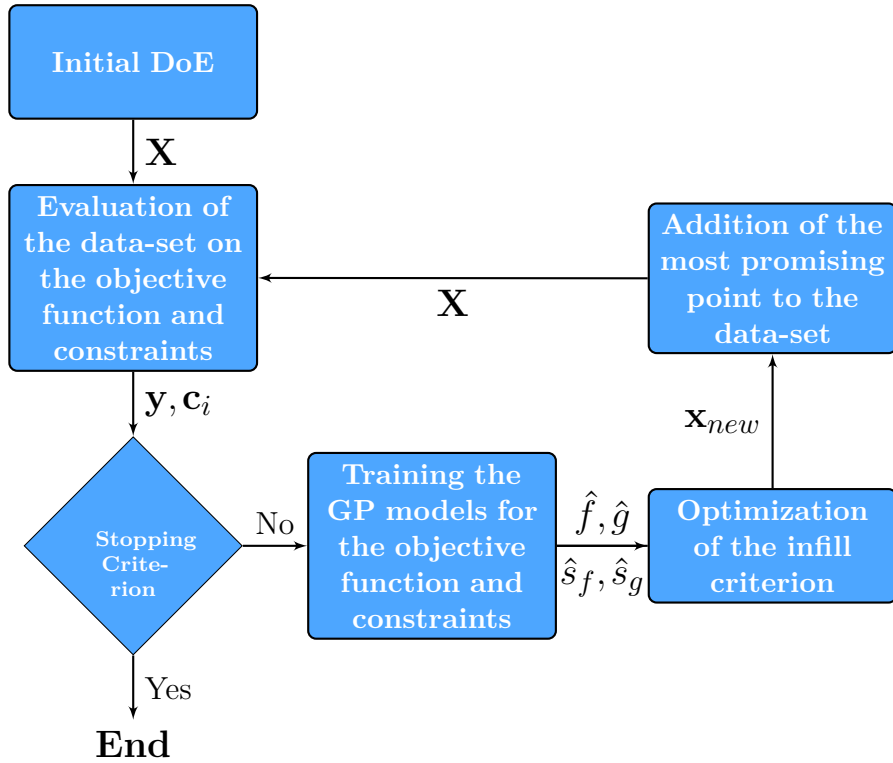 Initial DoE
X
Evaluation of
the data-set on
the objective
function and
constraints
y, c_i
Stopping
Crite-
rion
No
Yes
End
Training the
GP models for
the objective
function and
constraints
f̂, ĝ
ŝ_f, ŝ_g
Optimization
of the infill
criterion
x_new
Addition of the
most promising
point to the
data-set
X